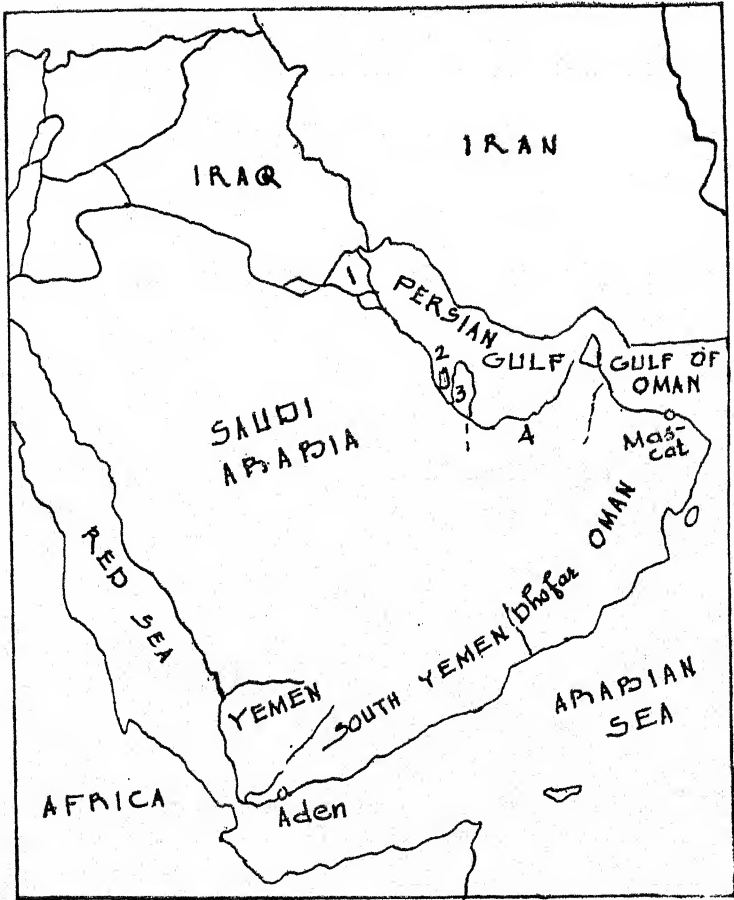 IRAN
IRAQ
1
PERSIAN
GULF
2
3
4
GULF OF
OMAN
Mas-
cat
SAUDI
ARABIA
OMAN
Dhofar
RED SEA
YEMEN
SOUTH YEMEN
ARABIAN
SEA
AFRICA
Aden